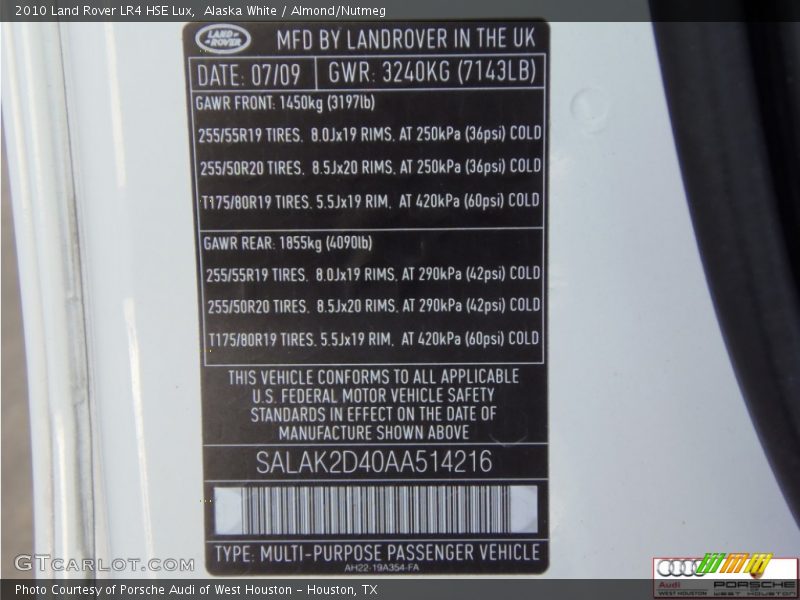 2010 Land Rover LR4 HSE Lux,  Alaska White / Almond/Nutmeg
LAND ROVER
MFD BY LANDROVER IN THE UK
DATE: 07/09 GWR: 3240KG (7143LB)
GAWR FRONT: 1450kg (3197lb)
255/55R19 TIRES. 8.0Jx19 RIMS, AT 250kPa (36psi) COLD
255/50R20 TIRES. 8.5Jx20 RIMS, AT 250kPa (36psi) COLD
T175/80R19 TIRES. 5.5Jx19 RIM, AT 420kPa (60psi) COLD
GAWR REAR: 1855kg (4090lb)
255/55R19 TIRES. 8.0Jx19 RIMS, AT 290kPa (42psi) COLD
255/50R20 TIRES. 8.5Jx20 RIMS, AT 290kPa (42psi) COLD
T175/80R19 TIRES. 5.5Jx19 RIM, AT 420kPa (60psi) COLD
THIS VEHICLE CONFORMS TO ALL APPLICABLE
U.S. FEDERAL MOTOR VEHICLE SAFETY
STANDARDS IN EFFECT ON THE DATE OF
MANUFACTURE SHOWN ABOVE
SALAK2D40AA514216
TYPE: MULTI-PURPOSE PASSENGER VEHICLE
AH22-19A354-FA
GTCARLOT.COM
Audi PORSCHE
WEST HOUSTON WEST HOUSTON
Photo Courtesy of Porsche Audi of West Houston - Houston, TX